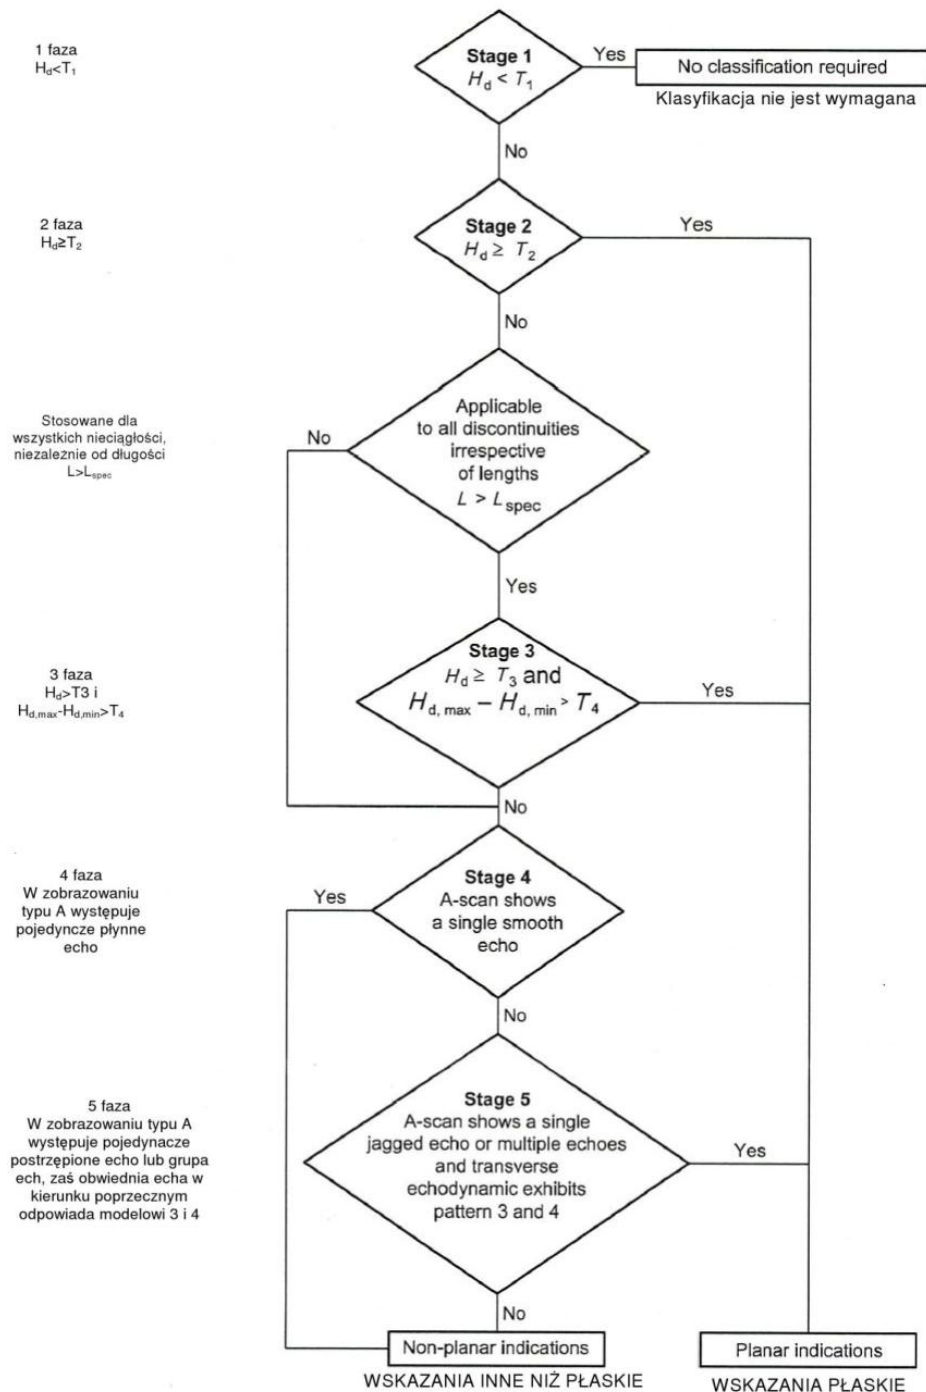 1 faza
Hd<T1
Stage 1
Hd < T1
Yes
No classification required
Klasyfikacja nie jest wymagana
No
2 faza
Hd≥T2
Stage 2
Hd ≥ T2
Yes
No
Stosowane dla
wszystkich nieciągłości,
niezależnie od długości
L>Lspec
No
Applicable
to all discontinuities
irrespective
of lengths
L > Lspec
Yes
3 faza
Hd>T3 i
Hd,max-Hd,min>T4
Stage 3
Hd ≥ T3 and
Hd, max – Hd, min > T4
Yes
No
4 faza
W zobrazowaniu
typu A występuje
pojedyncze płynne
echo
Yes
Stage 4
A-scan shows
a single smooth
echo
No
5 faza
W zobrazowaniu typu A
występuje pojedynacze
postrzępione echo lub grupa
ech, zaś obwiednia echa w
kierunku poprzecznym
odpowiada modelowi 3 i 4
Stage 5
A-scan shows a single
jagged echo or multiple echoes
and transverse
echodynamic exhibits
pattern 3 and 4
Yes
No
Non-planar indications
Planar indications
WSKAZANIA INNE NIŻ PŁASKIE
WSKAZANIA PŁASKIE